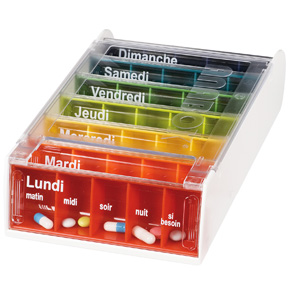 Dimanche
Samedi
Vendredi
Jeudi
Mercredi
Mardi
Lundi
matin midi soir nuit si besoin